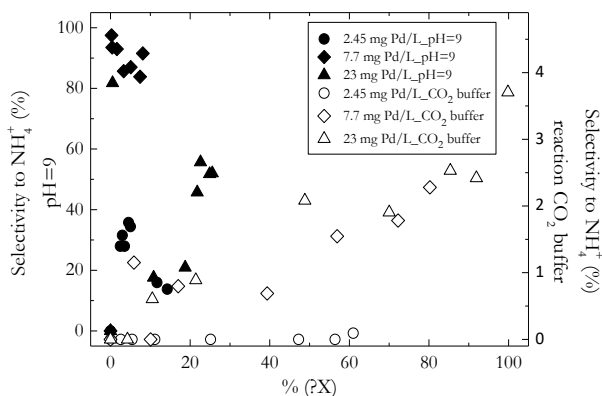 100
80
60
40
20
0
Selectivity to NH4+ (%)
pH=9
2.45 mg Pd/L_pH=9
7.7 mg Pd/L_pH=9
23 mg Pd/L_pH=9
2.45 mg Pd/L_CO2 buffer
7.7 mg Pd/L_CO2 buffer
23 mg Pd/L_CO2 buffer
4
3
2
1
0
Selectivity to NH4+ (%)
reaction CO2 buffer
0 20 40 60 80 100
% (?X)